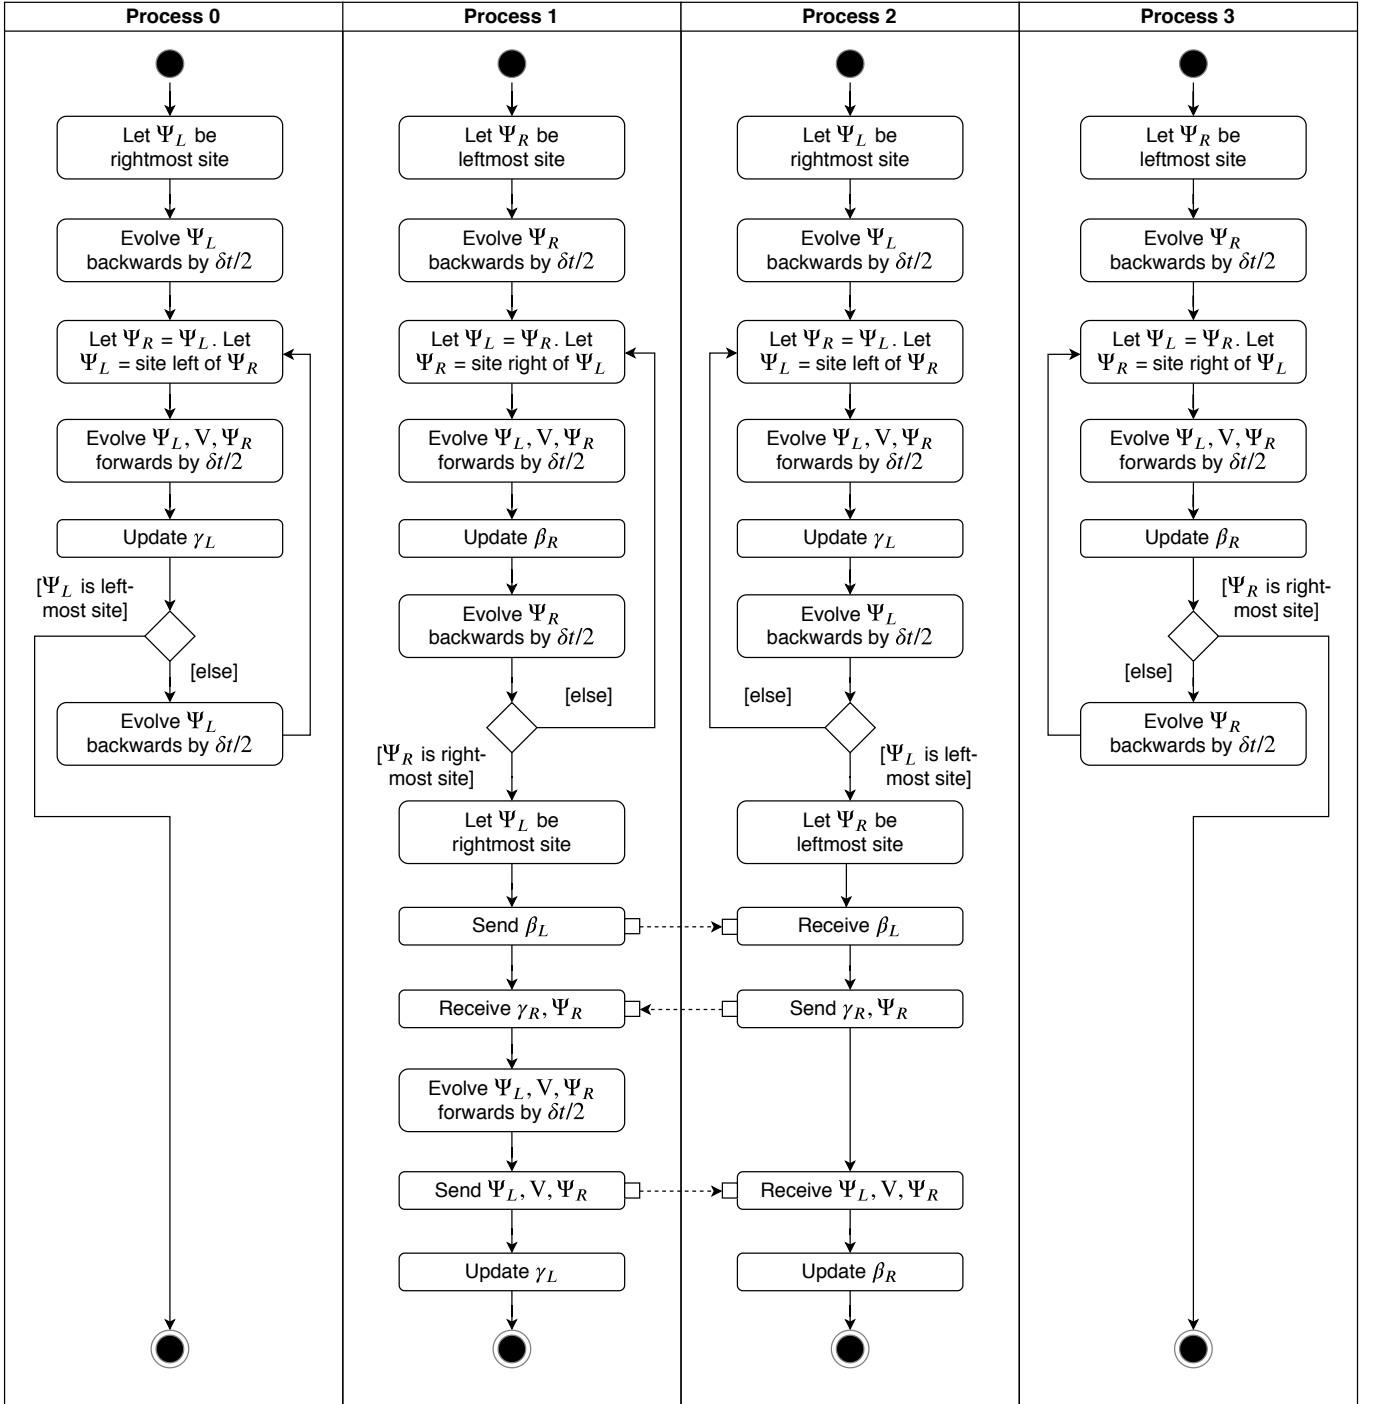 Process 0
Let Ψ_L be
rightmost site
Evolve Ψ_L
backwards by δt/2
Let Ψ_R = Ψ_L. Let
Ψ_L = site left of Ψ_R
Evolve Ψ_L, V, Ψ_R
forwards by δt/2
Update γ_L
[Ψ_L is left-
most site]
[else]
Evolve Ψ_L
backwards by δt/2
Process 1
Let Ψ_R be
leftmost site
Evolve Ψ_R
backwards by δt/2
Let Ψ_L = Ψ_R. Let
Ψ_R = site right of Ψ_L
Evolve Ψ_L, V, Ψ_R
forwards by δt/2
Update β_R
Evolve Ψ_R
backwards by δt/2
[else]
[Ψ_R is right-
most site]
Let Ψ_L be
rightmost site
Send β_L
Receive γ_R, Ψ_R
Evolve Ψ_L, V, Ψ_R
forwards by δt/2
Send Ψ_L, V, Ψ_R
Update γ_L
Process 2
Let Ψ_L be
rightmost site
Evolve Ψ_L
backwards by δt/2
Let Ψ_R = Ψ_L. Let
Ψ_L = site left of Ψ_R
Evolve Ψ_L, V, Ψ_R
forwards by δt/2
Update γ_L
Evolve Ψ_L
backwards by δt/2
[else]
[Ψ_L is left-
most site]
Let Ψ_R be
leftmost site
Receive β_L
Send γ_R, Ψ_R
Receive Ψ_L, V, Ψ_R
Update β_R
Process 3
Let Ψ_R be
leftmost site
Evolve Ψ_R
backwards by δt/2
Let Ψ_L = Ψ_R. Let
Ψ_R = site right of Ψ_L
Evolve Ψ_L, V, Ψ_R
forwards by δt/2
Update β_R
[Ψ_R is right-
most site]
[else]
Evolve Ψ_R
backwards by δt/2